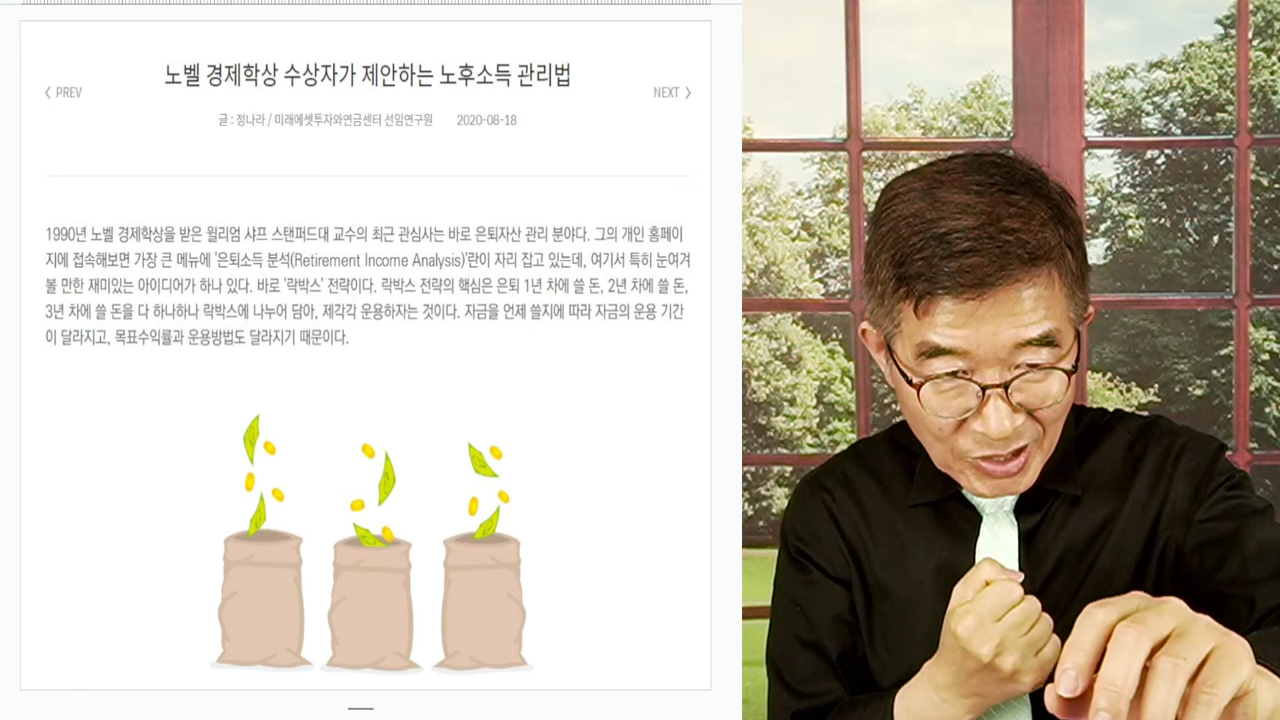 노벨 경제학상 수상자가 제안하는 노후소득 관리법
〈 PREV
NEXT 〉
글 : 정나라 / 미래에셋투자와연금센터 선임연구원 2020-08-18
1990년 노벨 경제학상을 받은 윌리엄 샤프 스탠퍼드대 교수의 최근 관심사는 바로 은퇴자산 관리 분야다. 그의 개인 홈페이
지에 접속해보면 가장 큰 메뉴에 '은퇴소득 분석(Retirement Income Analysis)'란이 자리 잡고 있는데, 여기서 특히 눈여겨
볼 만한 재미있는 아이디어가 하나 있다. 바로 '락박스' 전략이다. 락박스 전략의 핵심은 은퇴 1년 차에 쓸 돈, 2년 차에 쓸 돈,
3년 차에 쓸 돈을 다 하나하나 락박스에 나누어 담아, 제각각 운용하자는 것이다. 자금을 언제 쓸지에 따라 자금의 운용 기간
이 달라지고, 목표수익률과 운용방법도 달라지기 때문이다.